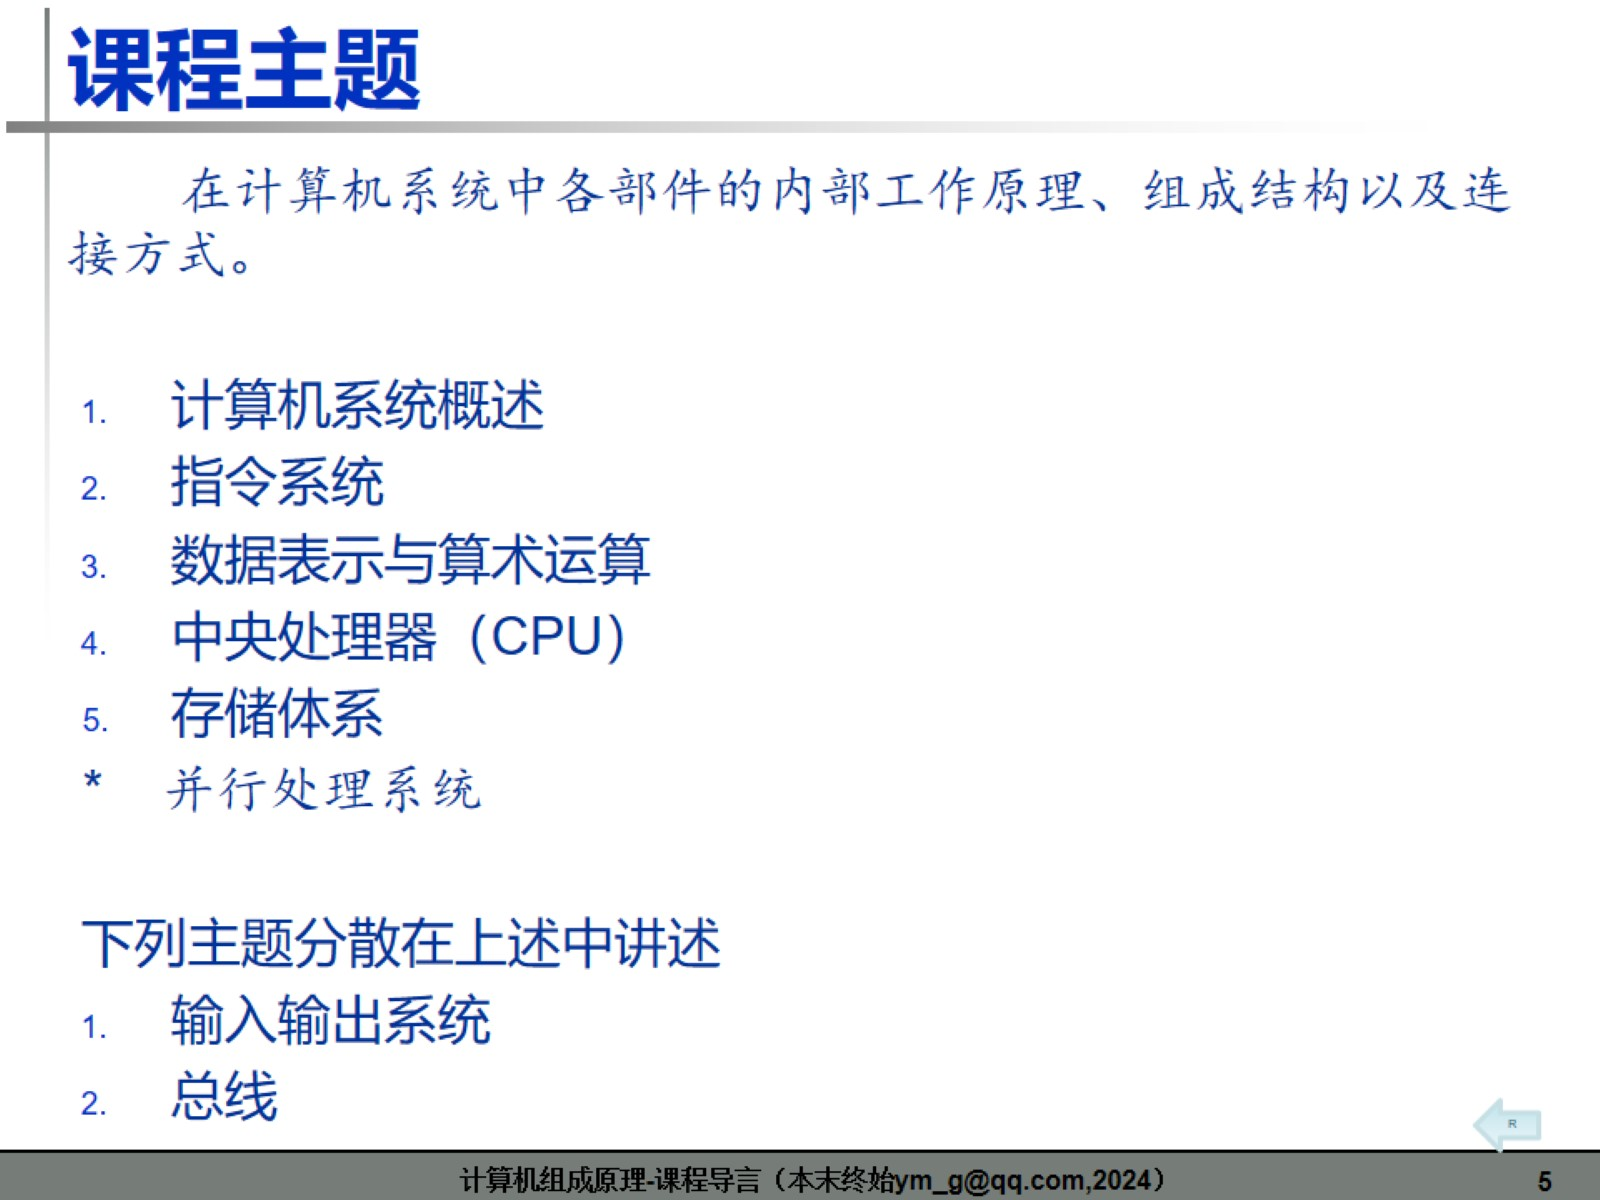 课程主题
在计算机系统中各部件的内部工作原理、组成结构以及连
接方式。
1. 计算机系统概述
2. 指令系统
3. 数据表示与算术运算
4. 中央处理器（CPU）
5. 存储体系
* 并行处理系统
下列主题分散在上述中讲述
1. 输入输出系统
2. 总线
R
计算机组成原理-课程导言（本末终始ym_g@qq.com,2024） 5